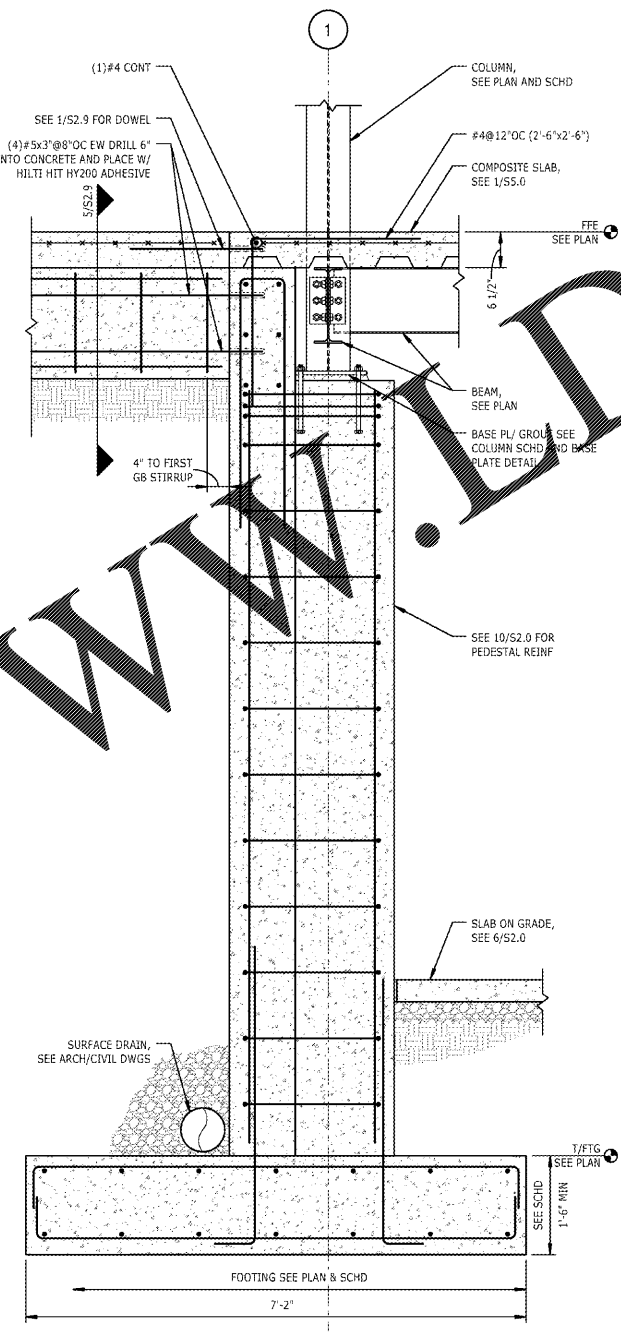 1
(1)#4 CONT
COLUMN,
SEE PLAN AND SCHD
SEE 1/S2.9 FOR DOWEL
#4@12"OC (2'-6"x2'-6")
(4)#5x3"@8"OC EW DRILL 6"
NTO CONCRETE AND PLACE W/
HILTI HIT HY200 ADHESIVE
COMPOSITE SLAB,
SEE 1/S5.0
5/S2.9
FFE
SEE PLAN
6 1/2"
BEAM,
SEE PLAN
BASE PL/ GROUT SEE
COLUMN SCHD AND BASE
PLATE DETAIL
4" TO FIRST
GB STIRRUP
WW.LD
SEE 10/S2.0 FOR
PEDESTAL REINF
SLAB ON GRADE,
SEE 6/S2.0
SURFACE DRAIN,
SEE ARCH/CIVIL DWGS
T/FTG
SEE PLAN
SEE SCHD
1'-6" MIN
FOOTING SEE PLAN & SCHD
7'-2"